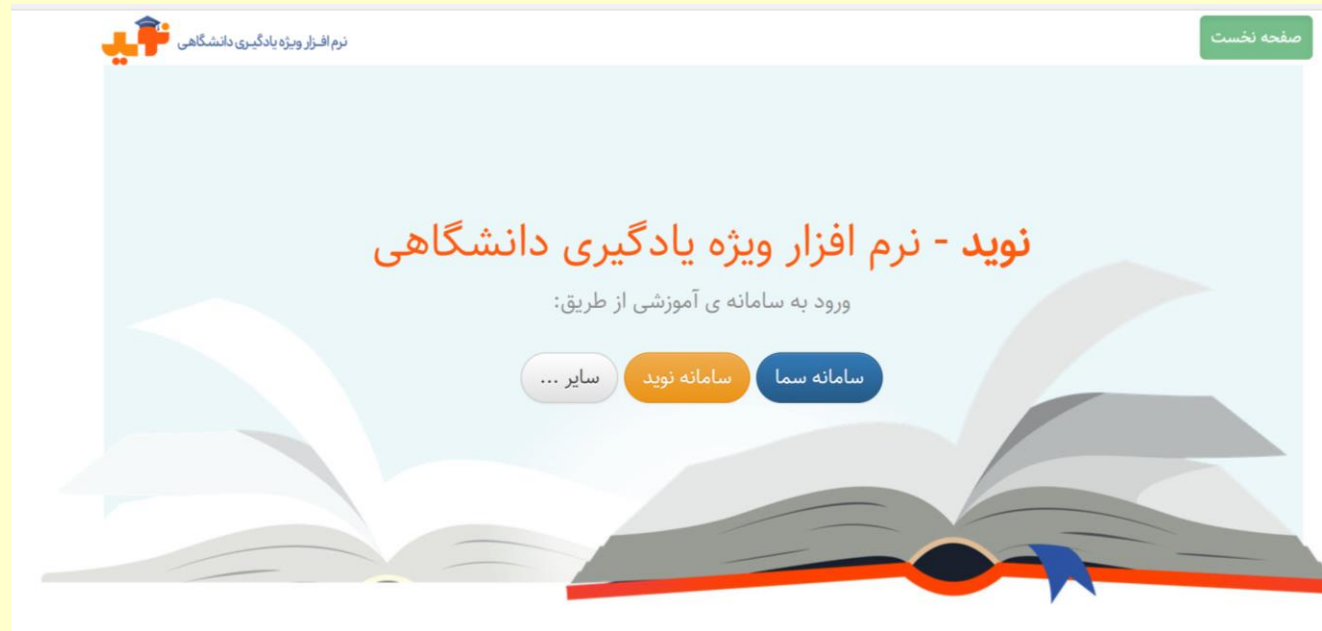 صفحه نخست
نرم افزار ویژه یادگیری دانشگاهی نوید
نوید - نرم افزار ویژه یادگیری دانشگاهی
ورود به سامانه ی آموزشی از طریق:
سامانه سما سامانه نوید سایر ...